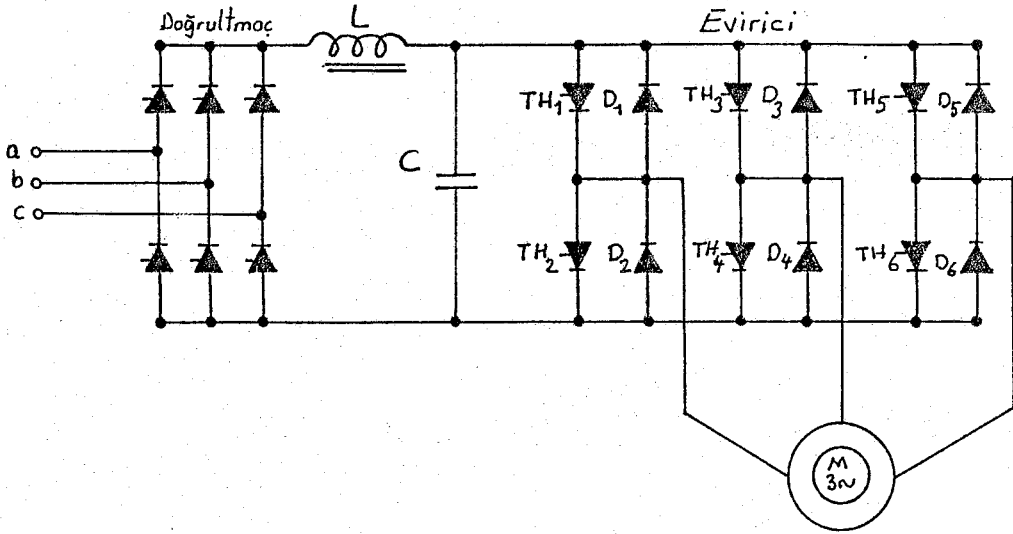 Doğrultmaç
L
Evirici
TH1
D1
TH3
D3
TH5
D5
a
b
c
C
TH2
D2
TH4
D4
TH6
D6
M
3~